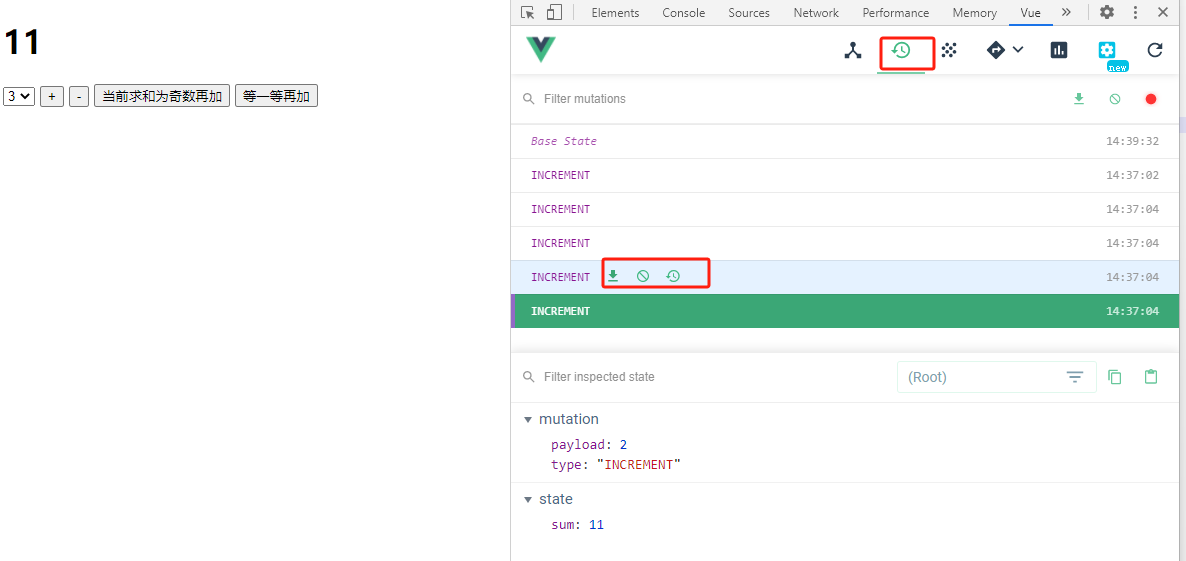 Elements Console Sources Network Performance Memory Vue
11
new
3 + - 当前求和为奇数再加 等一等再加
Filter mutations
Base State 14:39:32
INCREMENT 14:37:02
INCREMENT 14:37:04
INCREMENT 14:37:04
INCREMENT 14:37:04
INCREMENT 14:37:04
Filter inspected state (Root)
mutation
payload: 2
type: "INCREMENT"
state
sum: 11